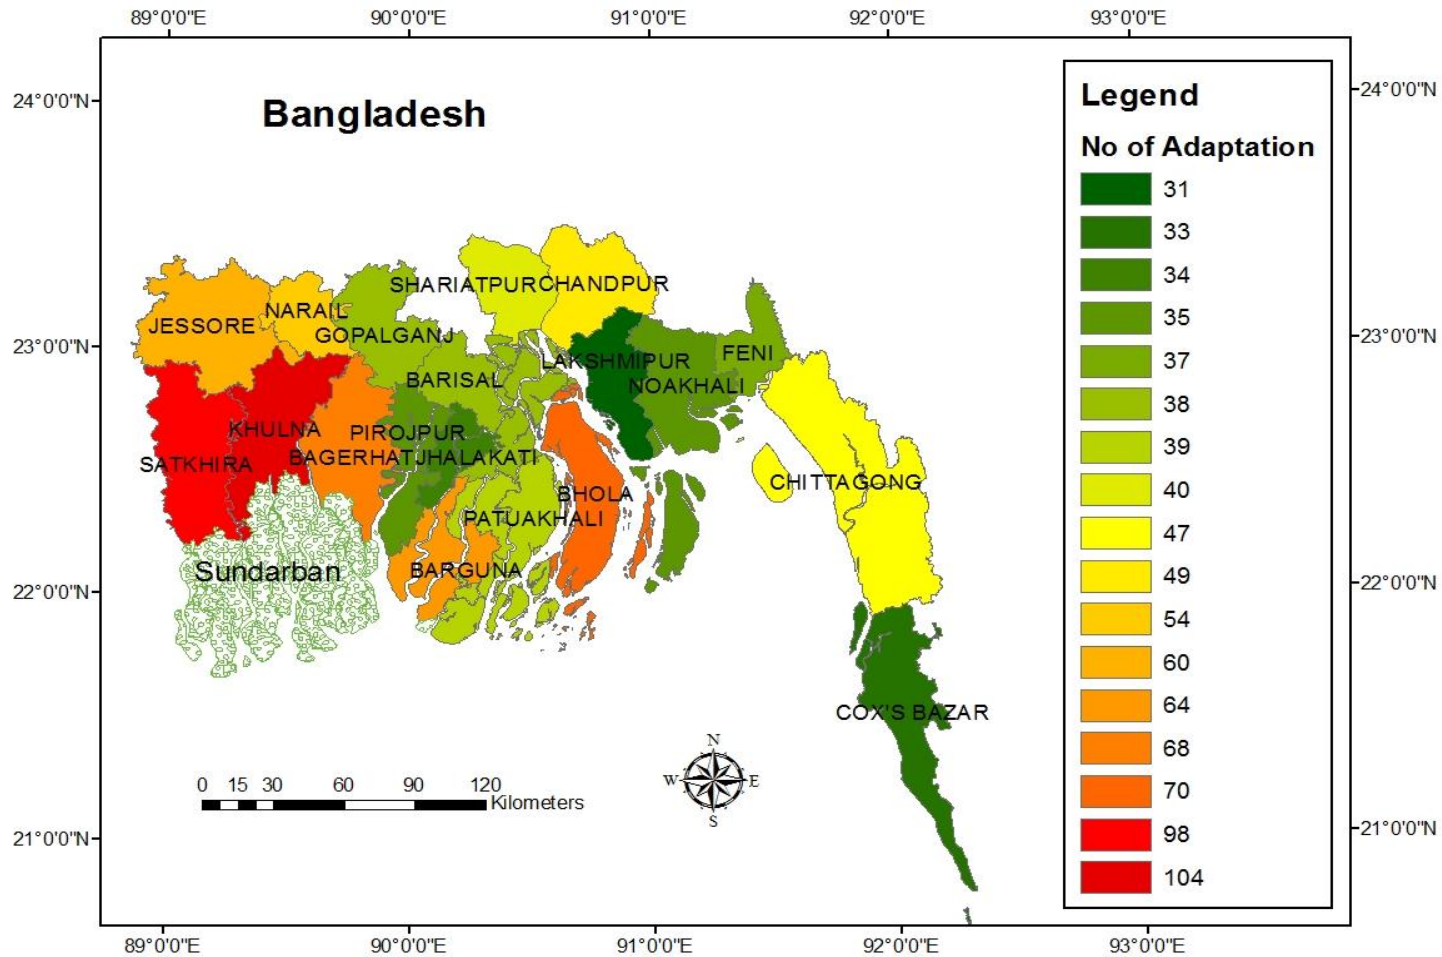 89°0'0"E 90°0'0"E 91°0'0"E 92°0'0"E 93°0'0"E
24°0'0"N
24°0'0"N
Bangladesh
Legend
No of Adaptation
31
33
34
35
37
38
39
40
47
49
54
60
64
68
70
98
104
SHARIATPUR
CHANDPUR
NARAIL
JESSORE
GOPALGANJ
23°0'0"N
23°0'0"N
LAKSHMIPUR
FENI
BARISAL
NOAKHALI
KHULNA
PIROJPUR
SATKHIRA
BAGERHAT
JHALAKATI
CHITTAGONG
BHOLA
PATUAKHALI
Sundarban
BARGUNA
22°0'0"N
22°0'0"N
COX'S BAZAR
N
W E
S
0 15 30 60 90 120
Kilometers
21°0'0"N
21°0'0"N
89°0'0"E 90°0'0"E 91°0'0"E 92°0'0"E 93°0'0"E